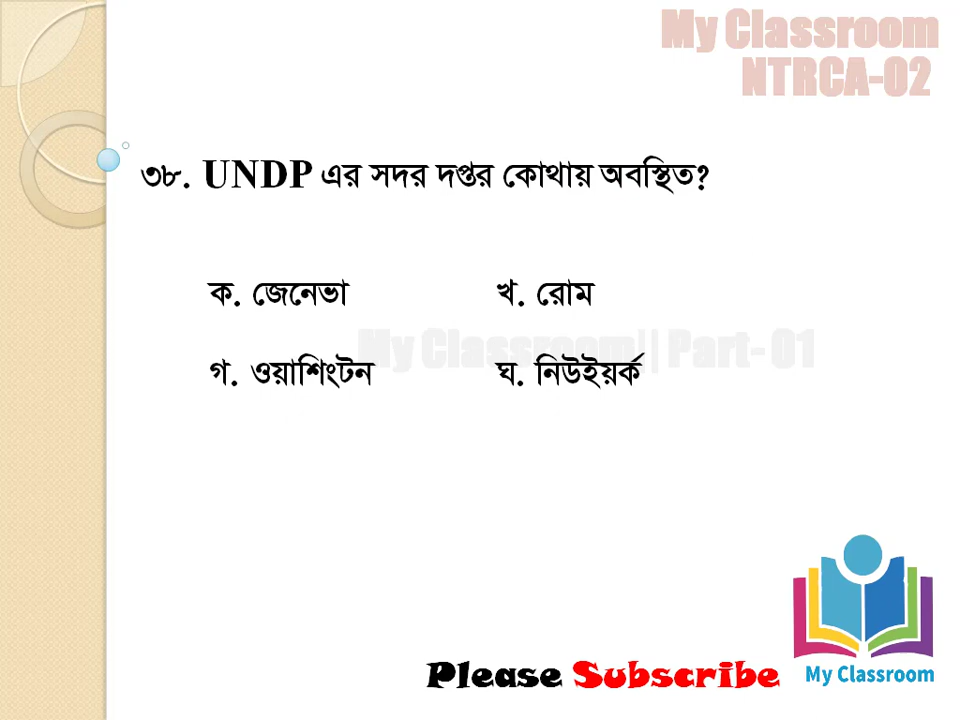 My Classroom
NTRCA-02
৩৮. UNDP এর সদর দপ্তর কোথায় অবস্থিত?
ক. জেনেভা খ. রোম
My Classroom|| Part- 01
গ. ওয়াশিংটন ঘ. নিউইয়র্ক
Please Subscribe
My Classroom